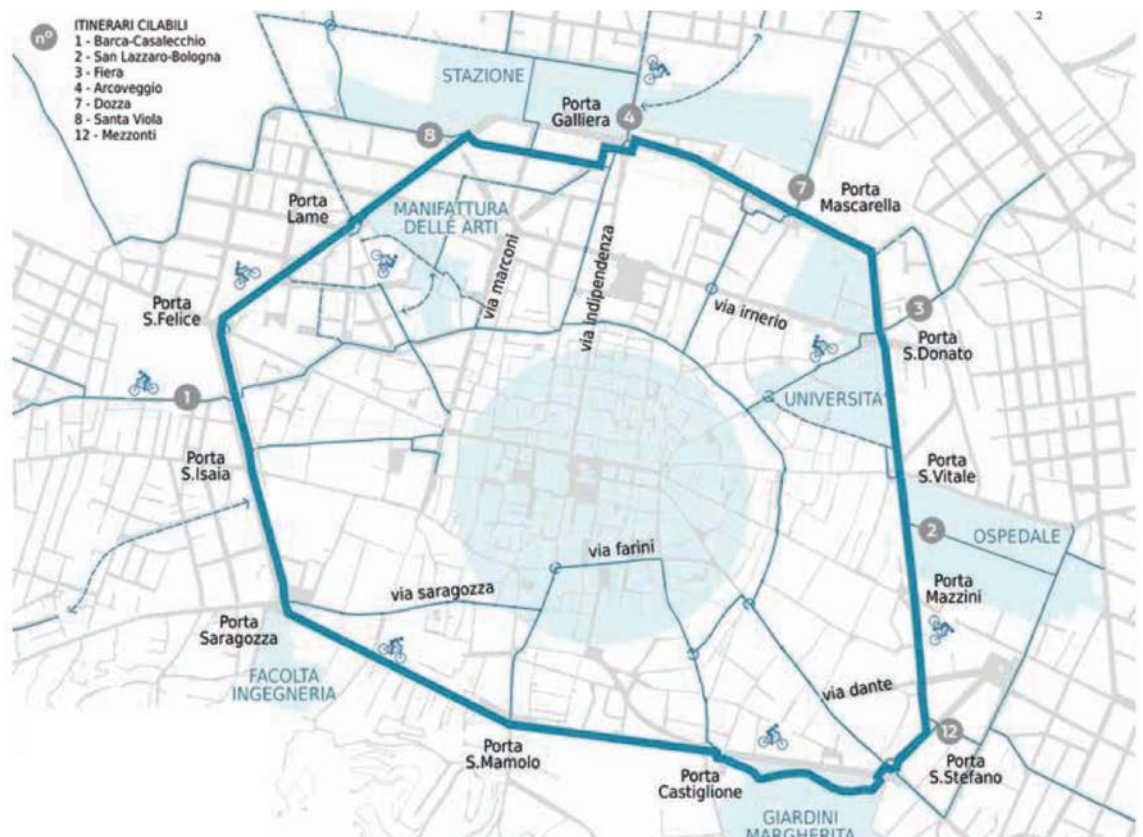 .2
nº
ITINERARI CILABILI
1 - Barca-Casalecchio
2 - San Lazzaro-Bologna
3 - Fiera
4 - Arcoveggio
7 - Dozza
8 - Santa Viola
12 - Mezzonti
STAZIONE
Porta
Galliera
4
8
7
Porta
Mascarella
Porta
Lame
MANIFATTURA
DELLE ARTI
via marconi
via Indipendenza
via irnerio
3
Porta
S.Felice
Porta
S.Donato
1
UNIVERSITA'
Porta
S.Isaia
Porta
S.Vitale
2
OSPEDALE
via farini
via saragozza
Porta
Mazzini
Porta
Saragozza
FACOLTA
INGEGNERIA
via dante
12
Porta
S.Mamolo
Porta
Castiglione
Porta
S.Stefano
GIARDINI
MARGHERITA